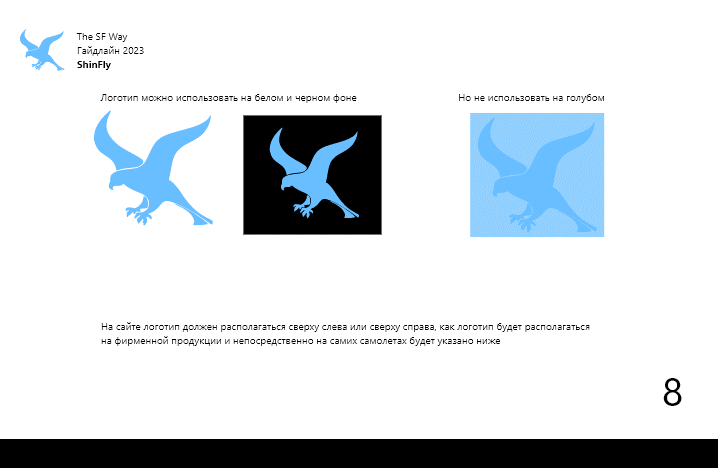 The SF Way
Гайдлайн 2023
ShinFly
Логотип можно использовать на белом и черном фоне
Но не использовать на голубом
На сайте логотип должен располагаться сверху слева или сверху справа, как логотип будет располагаться
на фирменной продукции и непосредственно на самих самолетах будет указано ниже
8